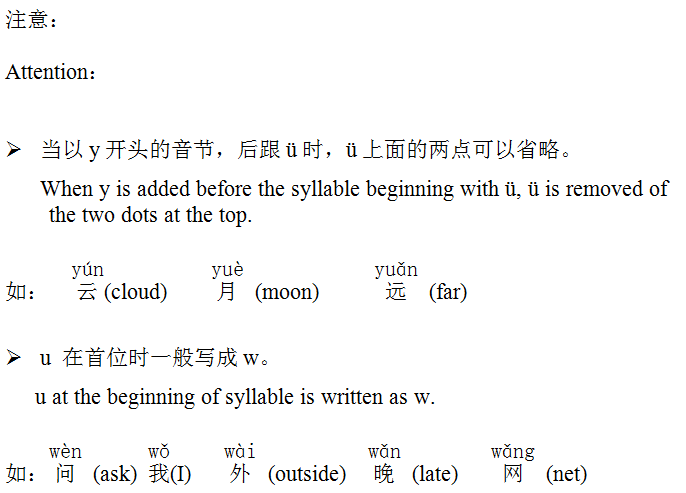 注意：
Attention：
➢ 当以 y 开头的音节，后跟 ü 时，ü 上面的两点可以省略。
When y is added before the syllable beginning with ü, ü is removed of
the two dots at the top.
yún yuè yuǎn
如： 云 (cloud) 月 (moon) 远 (far)
➢ u 在首位时一般写成 w。
u at the beginning of syllable is written as w.
wèn wǒ wài wǎn wǎng
如：问 (ask) 我(I) 外 (outside) 晚 (late) 网 (net)